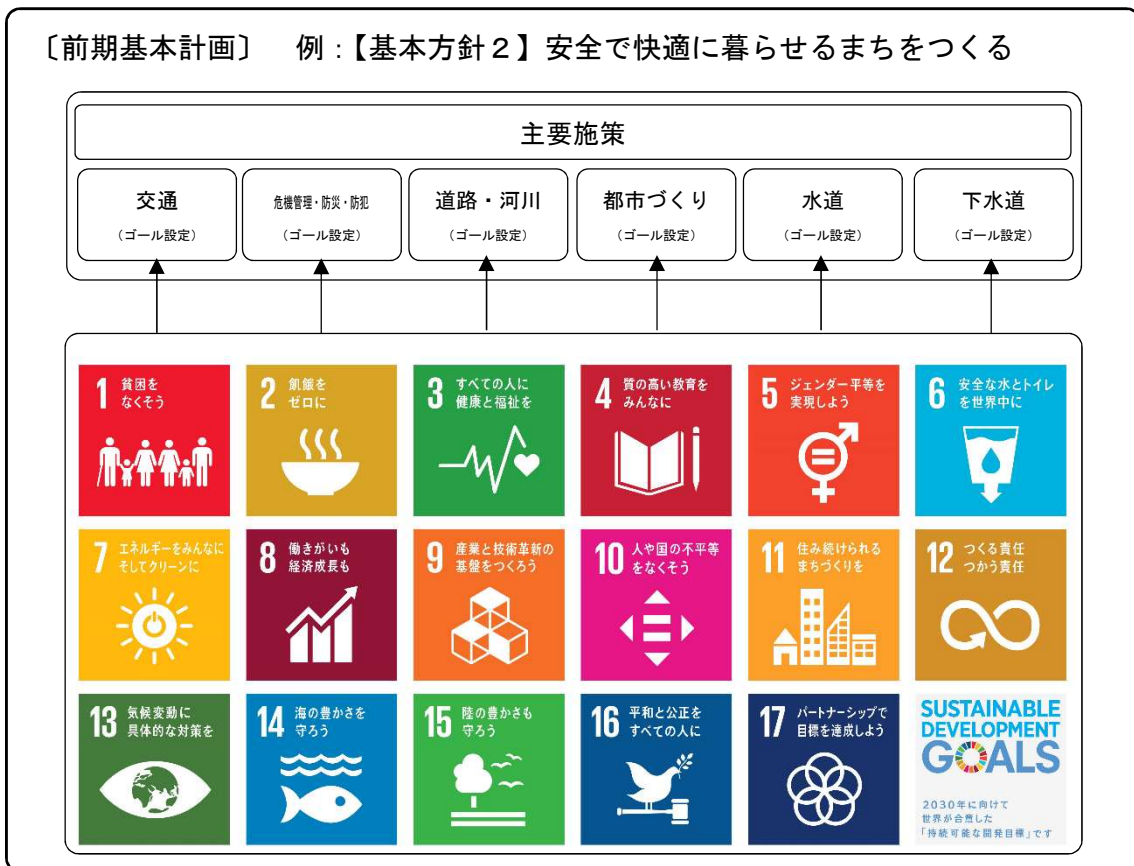 〔前期基本計画〕　例：【基本方針２】安全で快適に暮らせるまちをつくる
主要施策
交通
（ゴール設定）
危機管理・防災・防犯
（ゴール設定）
道路・河川
（ゴール設定）
都市づくり
（ゴール設定）
水道
（ゴール設定）
下水道
（ゴール設定）
1 貧困を
なくそう
2 飢餓を
ゼロに
3 すべての人に
健康と福祉を
4 質の高い教育を
みんなに
5 ジェンダー平等を
実現しよう
6 安全な水とトイレ
を世界中に
7 エネルギーをみんなに
そしてクリーンに
8 働きがいも
経済成長も
9 産業と技術革新の
基盤をつくろう
10 人や国の不平等
をなくそう
11 住み続けられる
まちづくりを
12 つくる責任
つかう責任
13 気候変動に
具体的な対策を
14 海の豊かさを
守ろう
15 陸の豊かさも
守ろう
16 平和と公正を
すべての人に
17 パートナーシップで
目標を達成しよう
SUSTAINABLE
DEVELOPMENT
GOALS
2030年に向けて
世界が合意した
「持続可能な開発目標」です